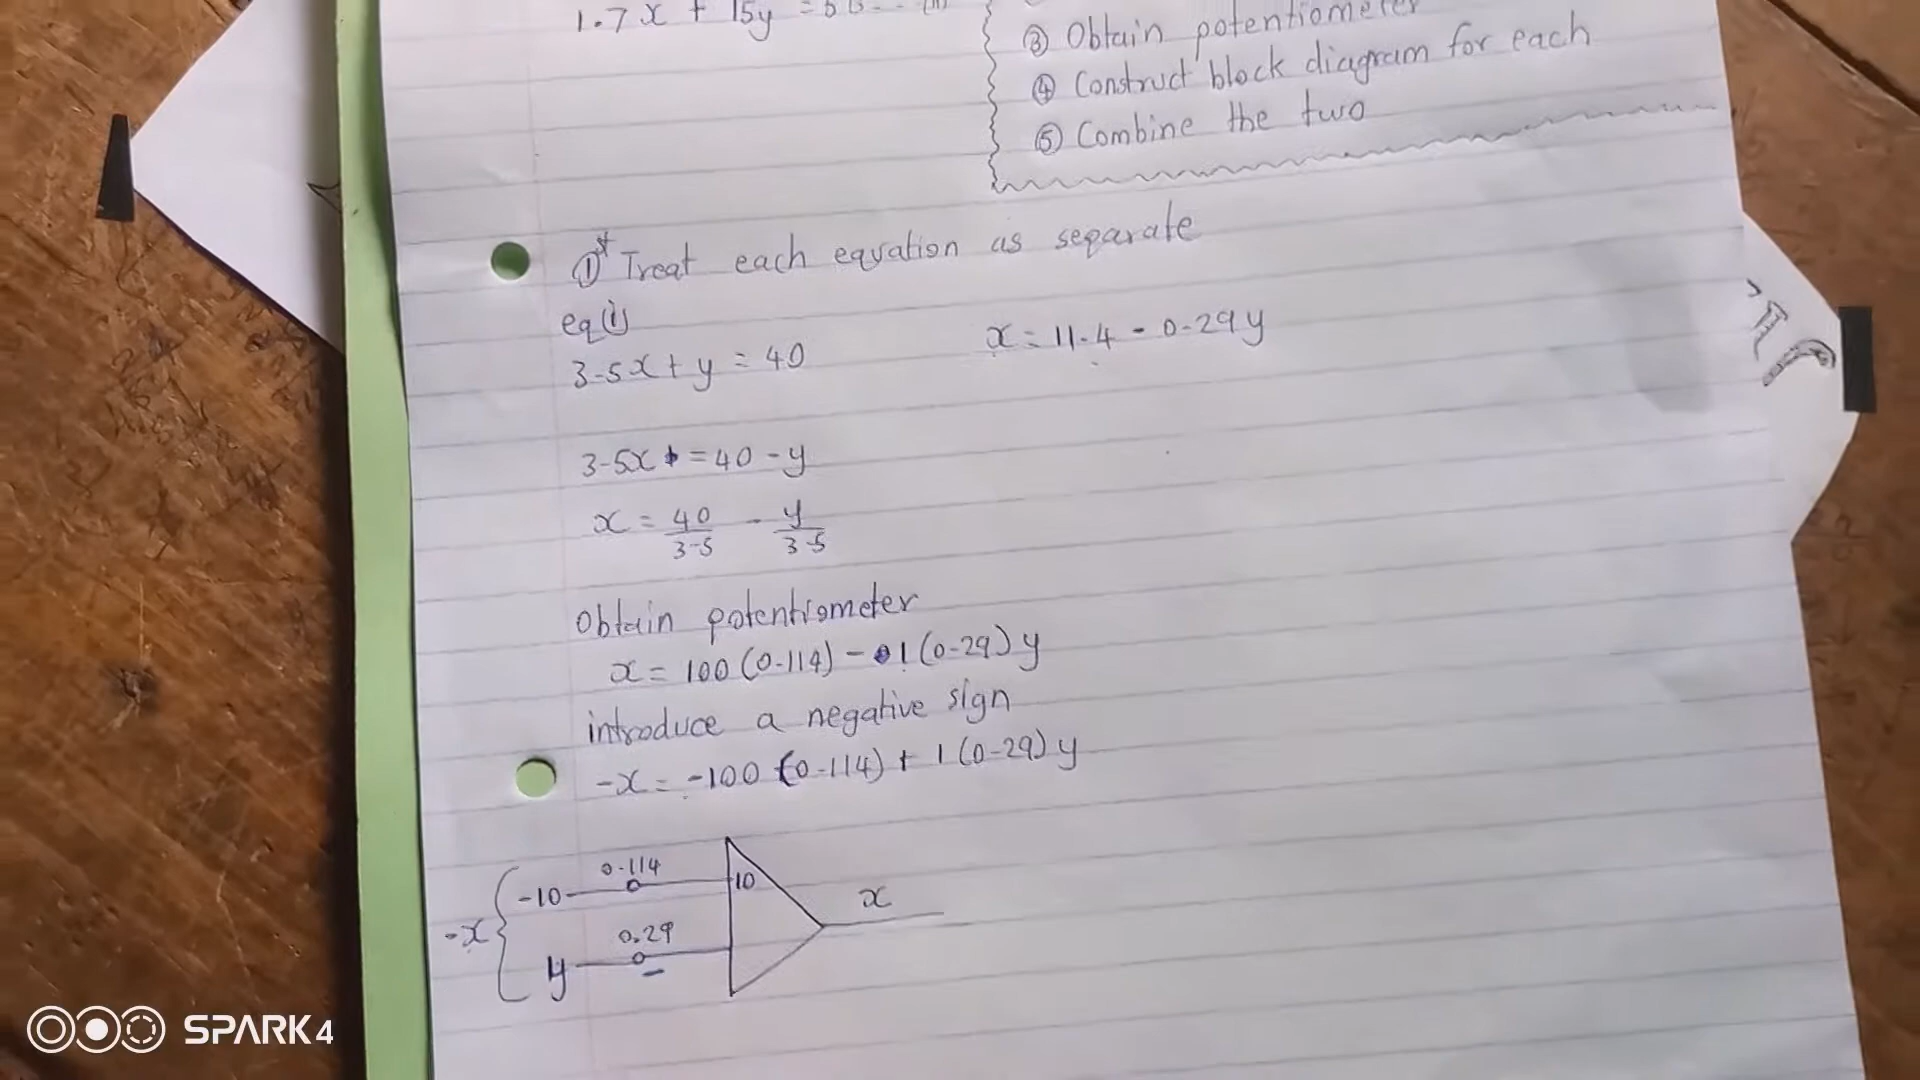 1.7x + 15y =
③ Obtain potentiometer
④ Construct block diagram for each
⑤ Combine the two
① Treat each equation as separate
eq(i)
3-5x + y = 40
x = 11.4 - 0-29y
3-5x = 40 - y
x = 40/3-5 - y/3-5
Obtain potentiometer
x = 100(0-114) - 1(0-29)y
introduce a negative sign
-x = -100(0-114) + 1(0-29)y
0-114
-10
10
x
-x
0.29
y
SPARK 4